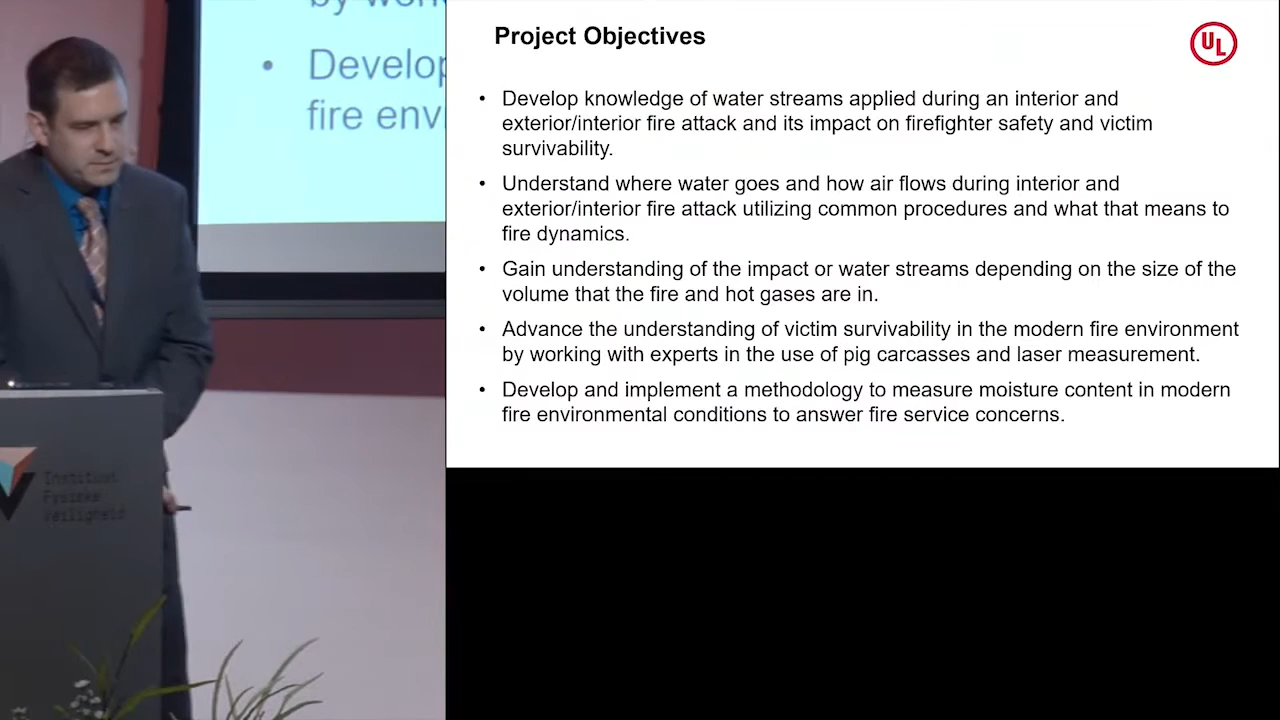 by wor
• Develop
fire env
Instituut
Fysieke
Veiligheid
Project Objectives
UL
• Develop knowledge of water streams applied during an interior and
exterior/interior fire attack and its impact on firefighter safety and victim
survivability.
• Understand where water goes and how air flows during interior and
exterior/interior fire attack utilizing common procedures and what that means to
fire dynamics.
• Gain understanding of the impact or water streams depending on the size of the
volume that the fire and hot gases are in.
• Advance the understanding of victim survivability in the modern fire environment
by working with experts in the use of pig carcasses and laser measurement.
• Develop and implement a methodology to measure moisture content in modern
fire environmental conditions to answer fire service concerns.